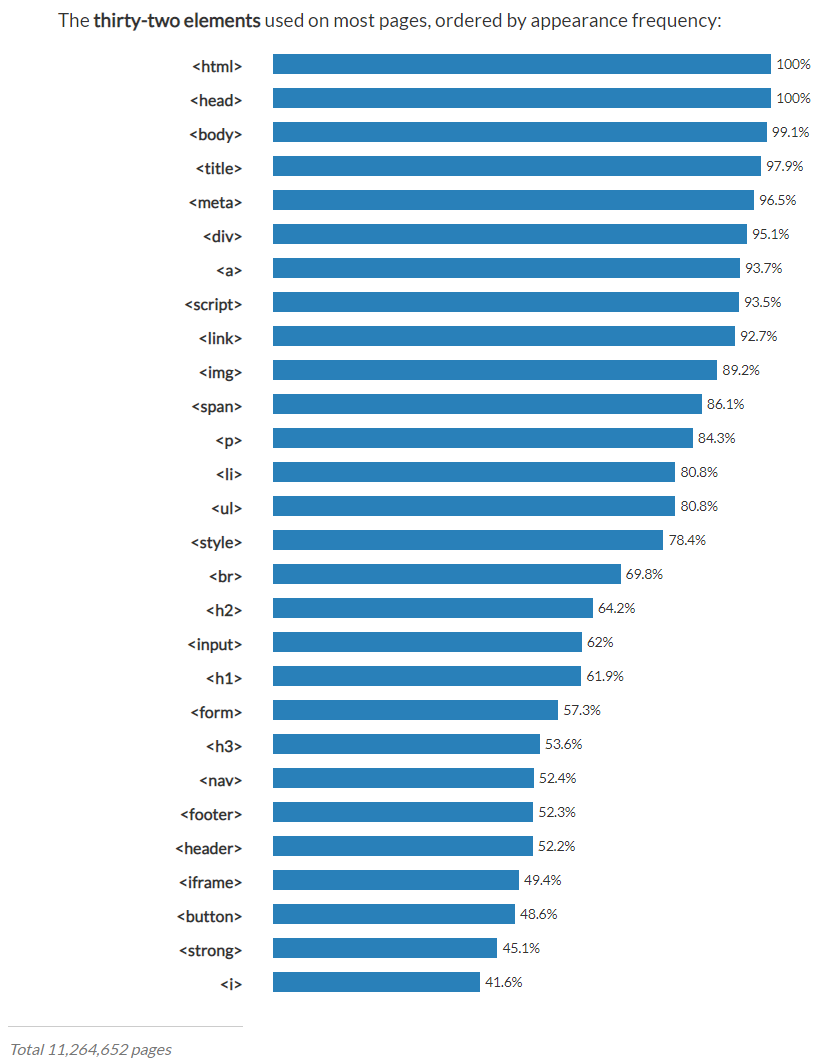 The thirty-two elements used on most pages, ordered by appearance frequency:
<html> 100%
<head> 100%
<body> 99.1%
<title> 97.9%
<meta> 96.5%
<div> 95.1%
<a> 93.7%
<script> 93.5%
<link> 92.7%
<img> 89.2%
<span> 86.1%
<p> 84.3%
<li> 80.8%
<ul> 80.8%
<style> 78.4%
<br> 69.8%
<h2> 64.2%
<input> 62%
<h1> 61.9%
<form> 57.3%
<h3> 53.6%
<nav> 52.4%
<footer> 52.3%
<header> 52.2%
<iframe> 49.4%
<button> 48.6%
<strong> 45.1%
<i> 41.6%
Total 11,264,652 pages